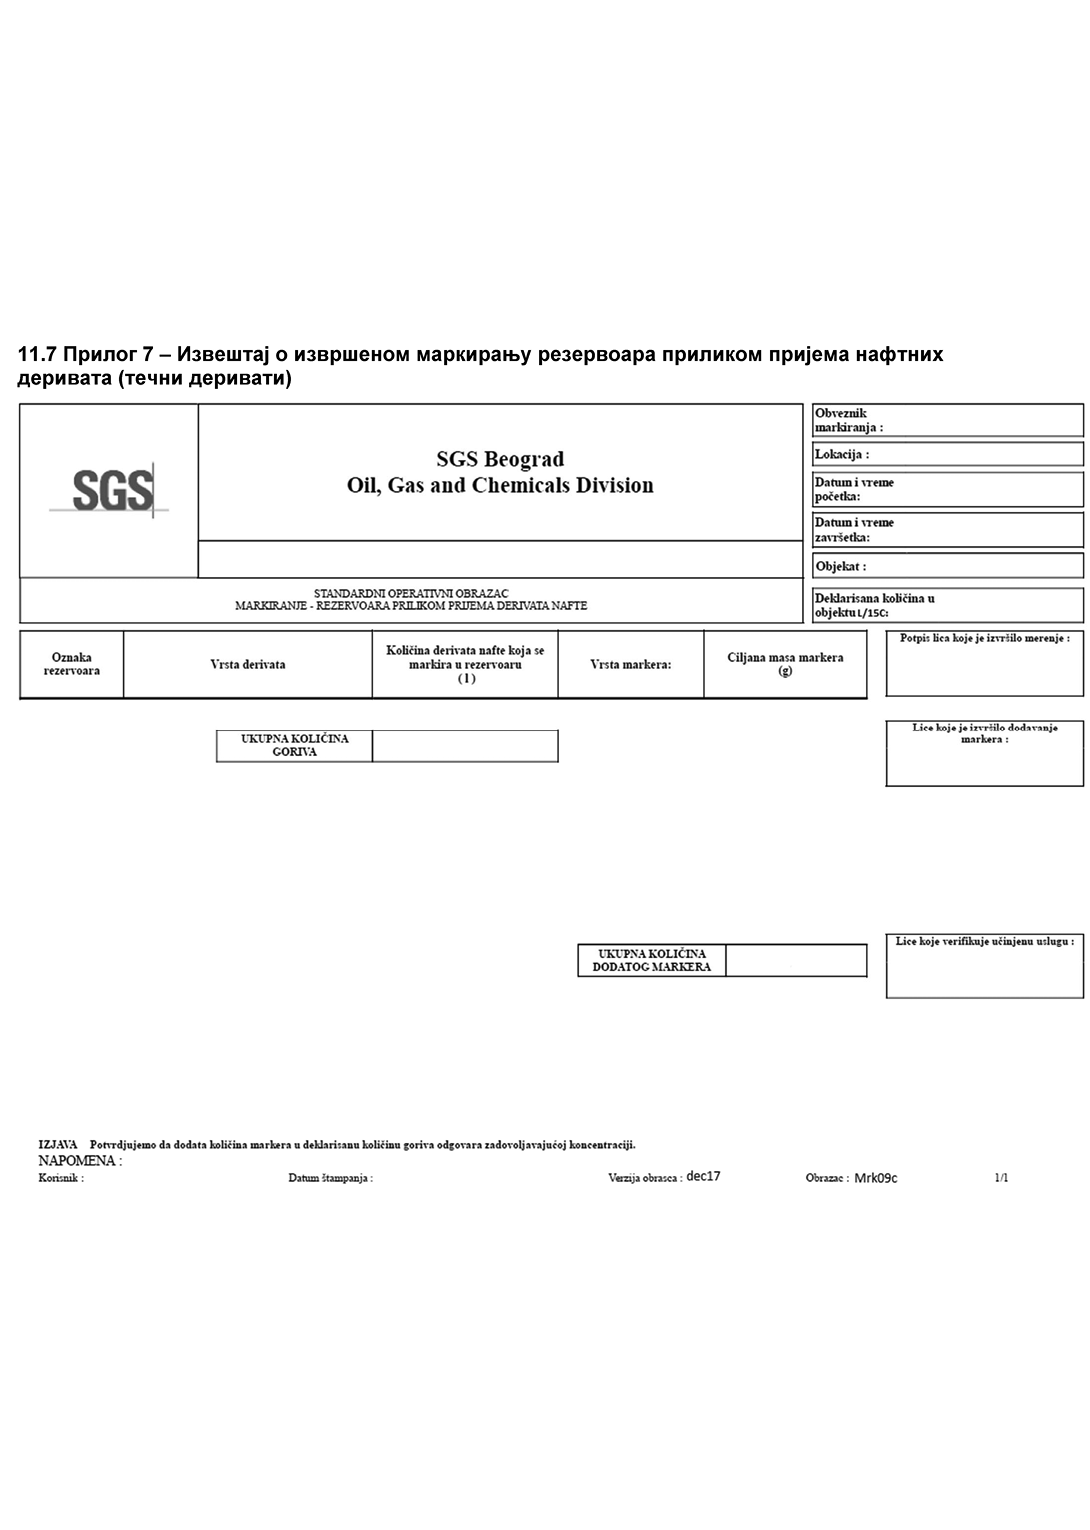 11.7 Прилог 7 – Извештај о извршеном маркирању резервоара приликом пријема нафтних
деривата (течни деривати)
SGS
SGS Beograd
Oil, Gas and Chemicals Division
STANDARDNI OPERATIVNI OBRAZAC
MARKIRANJE - REZERVOARA PRILIKOM PRIJEMA DERIVATA NAFTE
Obveznik
markiranja :
Lokacija :
Datum i vreme
početka:
Datum i vreme
završetka:
Objekat :
Deklarisana količina u
objektu L/15C:
Oznaka
rezervoara
Vrsta derivata
Količina derivata nafte koja se
markira u rezervoaru
( l )
Vrsta markera:
Ciljana masa markera
(g)
Potpis lica koje je izvršilo merenje :
UKUPNA KOLIČINA
GORIVA
Lice koje je izvršilo dodavanje
markera :
UKUPNA KOLIČINA
DODATOG MARKERA
Lice koje verifikuje učinjenu uslugu :
IZJAVA Potvrdjujemo da dodata količina markera u deklarisanu količinu goriva odgovara zadovoljavajućoj koncentraciji.
NAPOMENA :
Korisnik : Datum štampanja : Verzija obrasca : dec17 Obrazac : Mrk09c 1/1